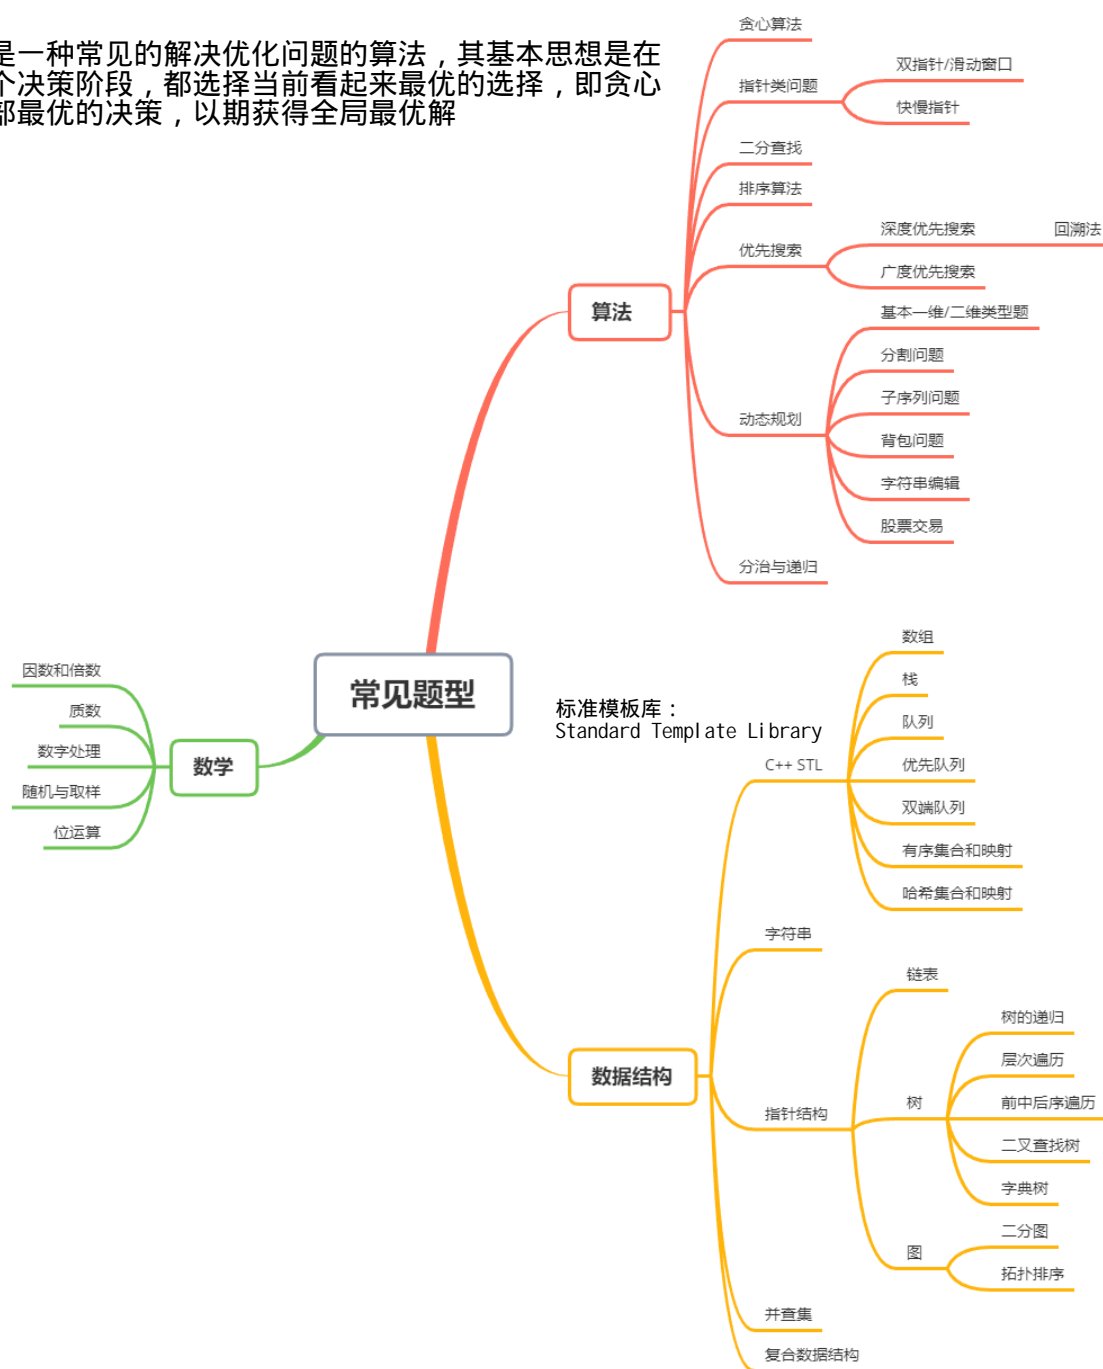 是一种常见的解决优化问题的算法，其基本思想是在
个决策阶段，都选择当前看起来最优的选择，即贪心
部最优的决策，以期获得全局最优解
贪心算法
指针类问题
双指针/滑动窗口
快慢指针
二分查找
排序算法
优先搜索
深度优先搜索
回溯法
广度优先搜索
算法
动态规划
基本一维/二维类型题
分割问题
子序列问题
背包问题
字符串编辑
股票交易
分治与递归
常见题型
数学
因数和倍数
质数
数字处理
随机与取样
位运算
标准模板库：
Standard Template Library
C++ STL
数组
栈
队列
优先队列
双端队列
有序集合和映射
哈希集合和映射
字符串
数据结构
指针结构
链表
树
树的递归
层次遍历
前中后序遍历
二叉查找树
字典树
图
二分图
拓扑排序
并查集
复合数据结构